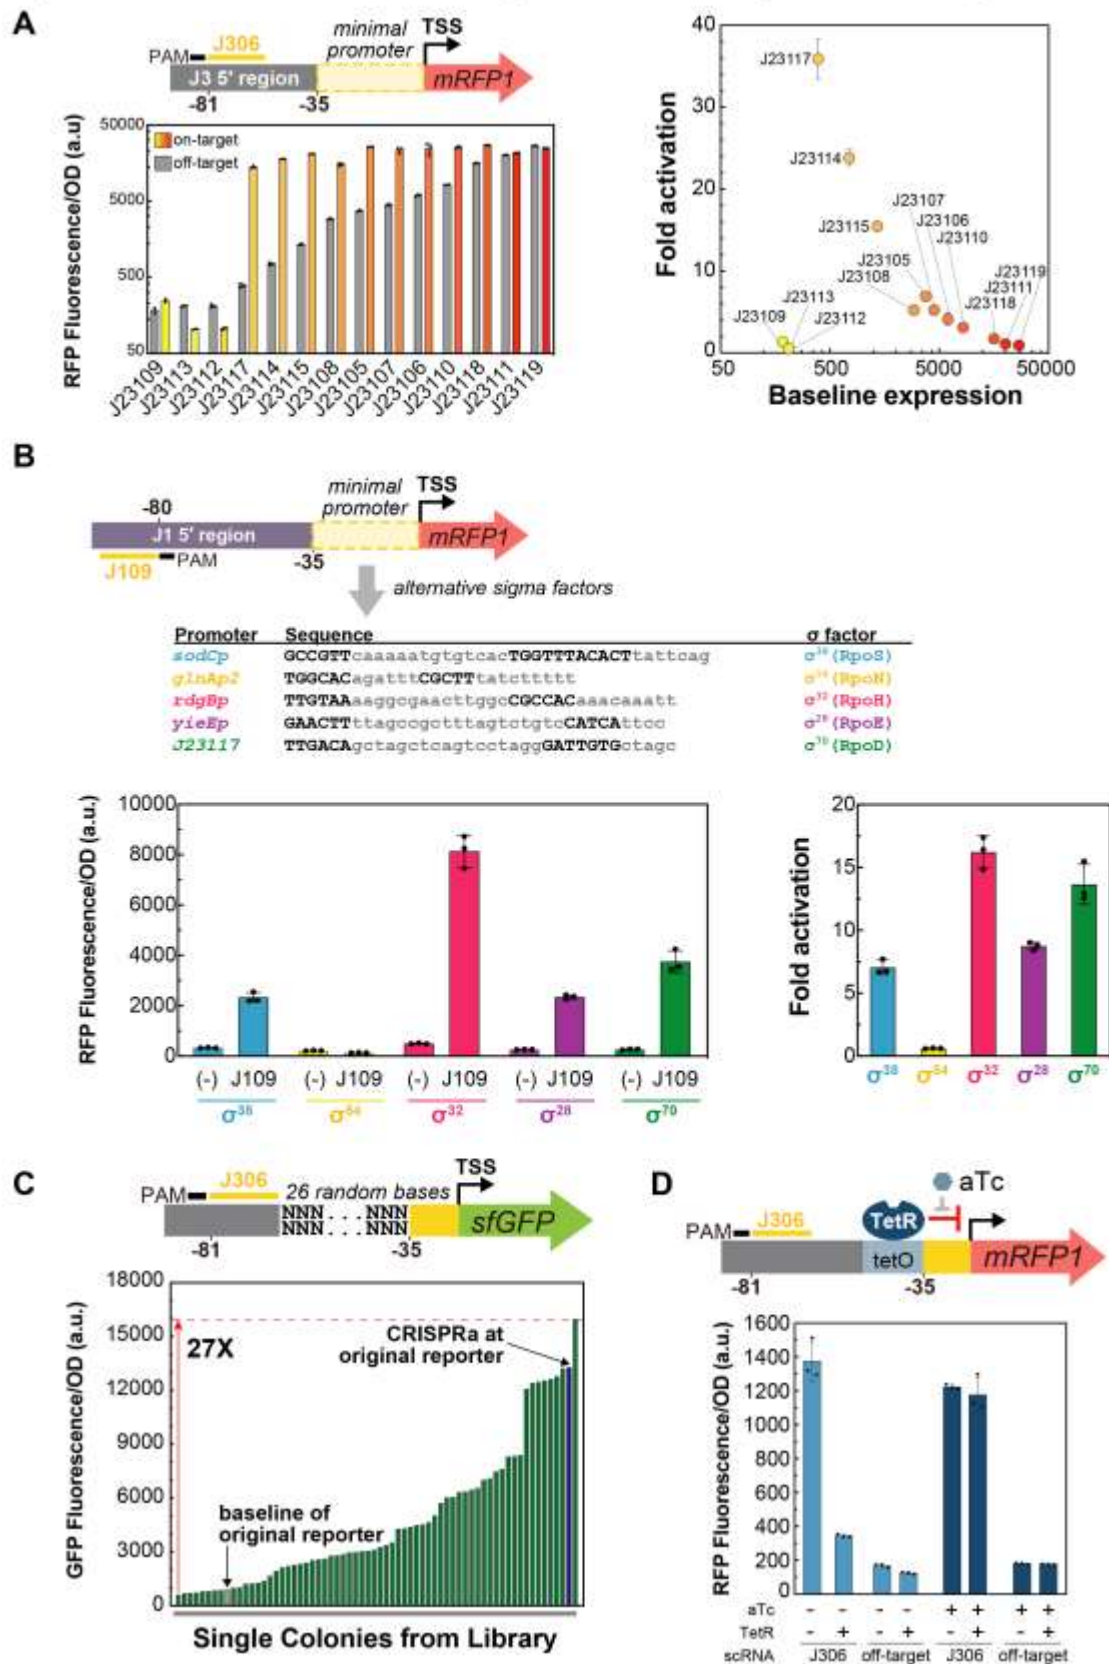 A
J306
PAM
minimal
promoter
TSS
J3 5' region
mRFP1
-81
-35
RFP Fluorescence/OD (a.u)
50000
5000
500
50
on-target
off-target
J23109
J23113
J23112
J23117
J23114
J23115
J23108
J23105
J23107
J23106
J23110
J23118
J23111
J23119
Fold activation
40
30
20
10
0
J23117
J23114
J23115
J23107
J23106
J23110
J23105
J23108
J23119
J23111
J23118
J23113
J23109
J23112
50
500
5000
50000
Baseline expression
B
-80
minimal
promoter
TSS
J1 5' region
mRFP1
J109
PAM
-35
alternative sigma factors
Promoter Sequence σ factor
sodCp GCCGTTcaaaaatgtgtcacTGGTTTACACTtattcag σ38(RpoS)
glnAp2 TGGCACagatttCGCTTtatctttttt σ54(RpoN)
rdgBp TTGTAAaaggcgaacttggcCGCCACaaacaaatt σ32(RpoH)
yieEp GAACTTttagccgctttagtctgtcCATCAttcc σ28(RpoE)
J23117 TTGACAgctagctcagtcctaggGATTGTGctagc σ70(RpoD)
RFP Fluorescence/OD (a.u.)
10000
8000
6000
4000
2000
0
(-) J109 (-) J109 (-) J109 (-) J109 (-) J109
σ38 σ54 σ32 σ28 σ70
Fold activation
20
15
10
5
0
σ38 σ54 σ32 σ28 σ70
C
J306
PAM
26 random bases
TSS
NNN...NNN
NNN...NNN
sfGFP
-81
-35
GFP Fluorescence/OD (a.u.)
18000
15000
12000
9000
6000
3000
0
27X
CRISPRa at
original reporter
baseline of
original reporter
Single Colonies from Library
D
aTc
TetR
J306
PAM
tetO
mRFP1
-81
-35
RFP Fluorescence/OD (a.u.)
1600
1400
1200
1000
800
600
400
200
0
aTc - - - - + + + +
TetR - + - + - + - +
scRNA J306 off-target J306 off-target